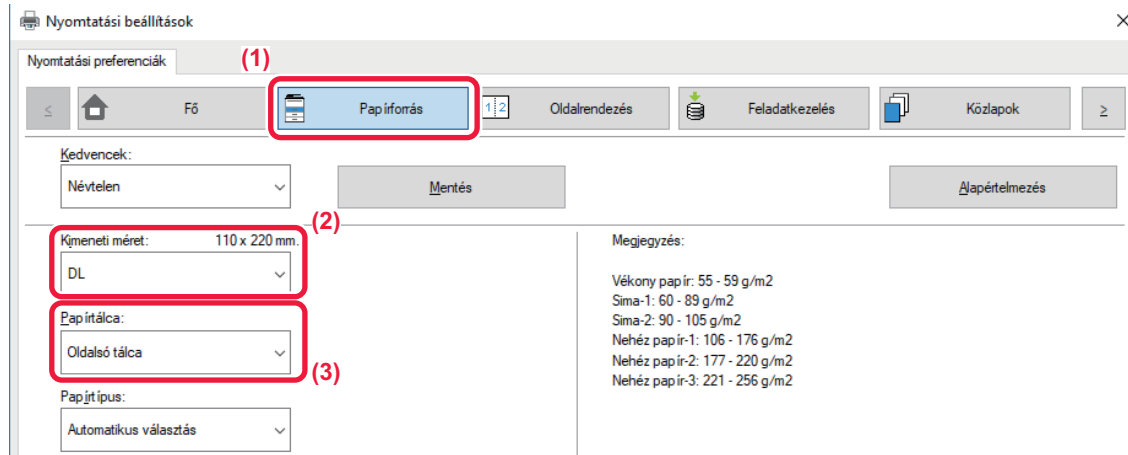 Nyomtatási beállítások
Nyomtatási preferenciák
(1)
<
Fő
Papírforrás
1 2
Oldalrendezés
Feladatkezelés
Közlapok
>
Kedvencek:
Névtelen
Mentés
Alapértelmezés
(2)
Kimeneti méret: 110 x 220 mm.
DL
Papírtálca:
Oldalsó tálca
(3)
Papírtípus:
Automatikus választás
Megjegyzés:
Vékony papír: 55 - 59 g/m2
Sima-1: 60 - 89 g/m2
Sima-2: 90 - 105 g/m2
Nehéz papír-1: 106 - 176 g/m2
Nehéz papír-2: 177 - 220 g/m2
Nehéz papír-3: 221 - 256 g/m2